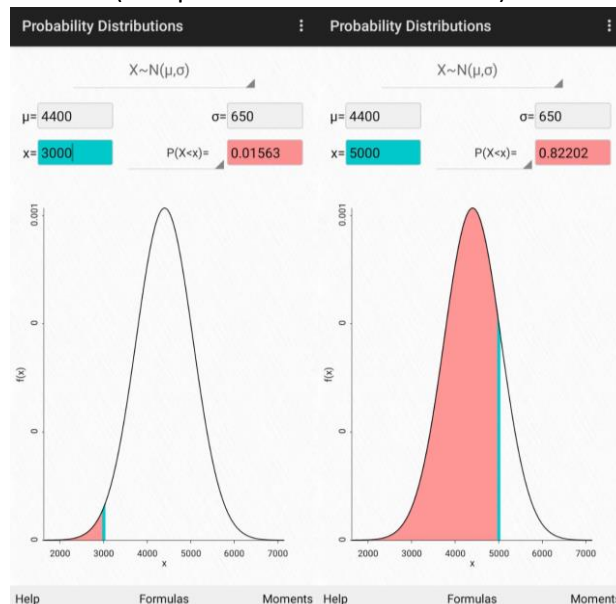 Probability Distributions
X~N(μ,σ)
μ= 4400
σ= 650
x= 3000
P(X<x)= 0.01563
0.001
0
0
0
f(x)
2000 3000 4000 5000 6000 7000
x
Help Formulas Moments
Probability Distributions
X~N(μ,σ)
μ= 4400
σ= 650
x= 5000
P(X<x)= 0.82202
0.001
0
0
0
f(x)
2000 3000 4000 5000 6000 7000
x
Help Formulas Moment